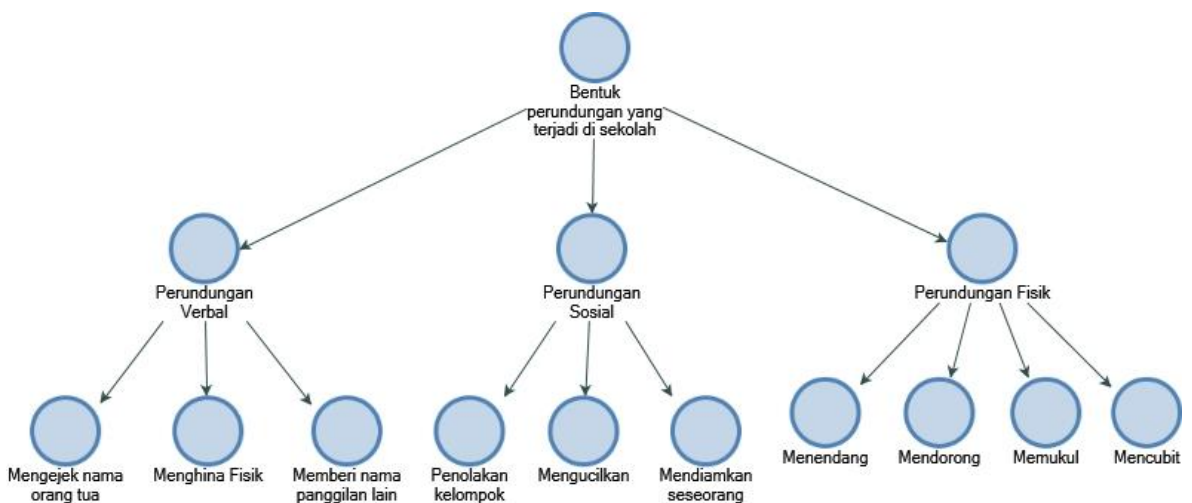 Bentuk
perundungan yang
terjadi di sekolah
Perundungan
Verbal
Perundungan
Sosial
Perundungan Fisik
Mengejek nama
orang tua
Menghina Fisik
Memberi nama
panggilan lain
Penolakan
kelompok
Mengucilkan
Mendiamkan
seseorang
Menendang
Mendorong
Memukul
Mencubit